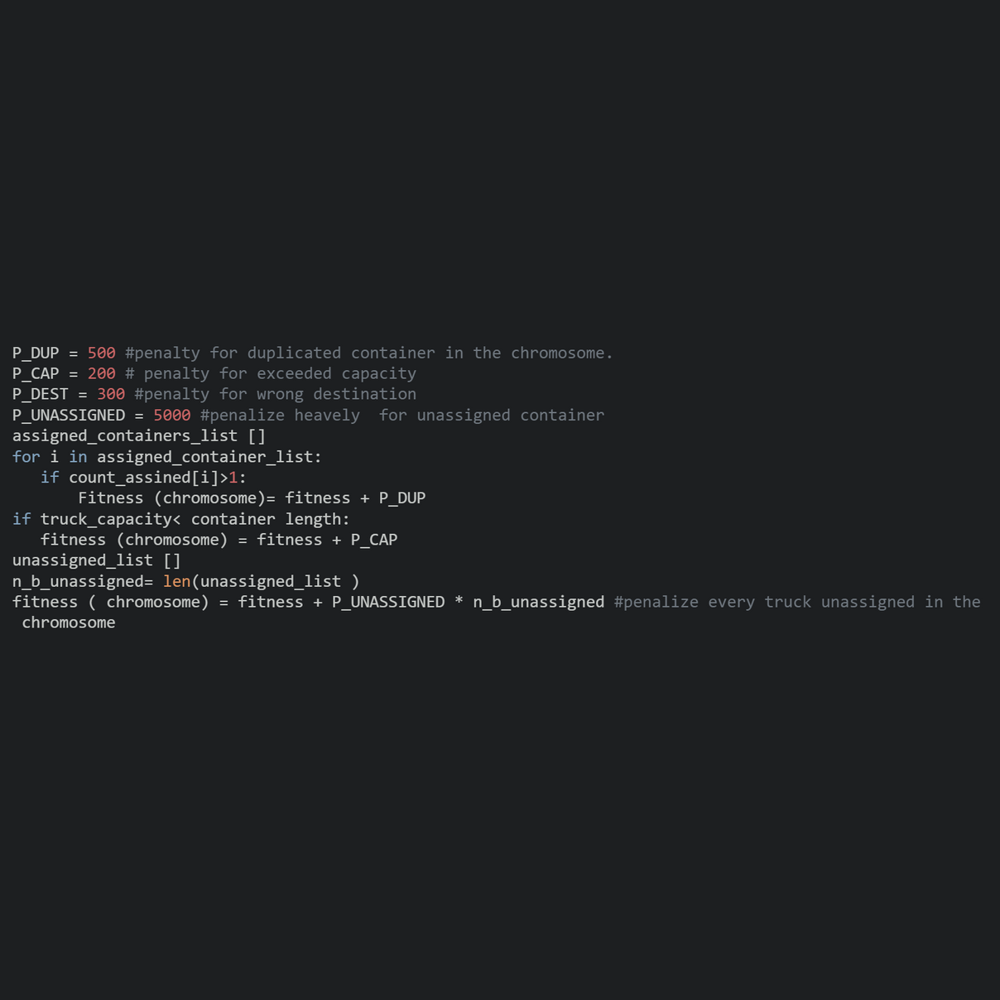 P_DUP = 500 #penalty for duplicated container in the chromosome.
P_CAP = 200 # penalty for exceeded capacity
P_DEST = 300 #penalty for wrong destination
P_UNASSIGNED = 5000 #penalize heavely  for unassigned container
assigned_containers_list []
for i in assigned_container_list:
   if count_assined[i]>1:
       Fitness (chromosome)= fitness + P_DUP
if truck_capacity< container length:
   fitness (chromosome) = fitness + P_CAP
unassigned_list []
n_b_unassigned= len(unassigned_list )
fitness ( chromosome) = fitness + P_UNASSIGNED * n_b_unassigned #penalize every truck unassigned in the
 chromosome